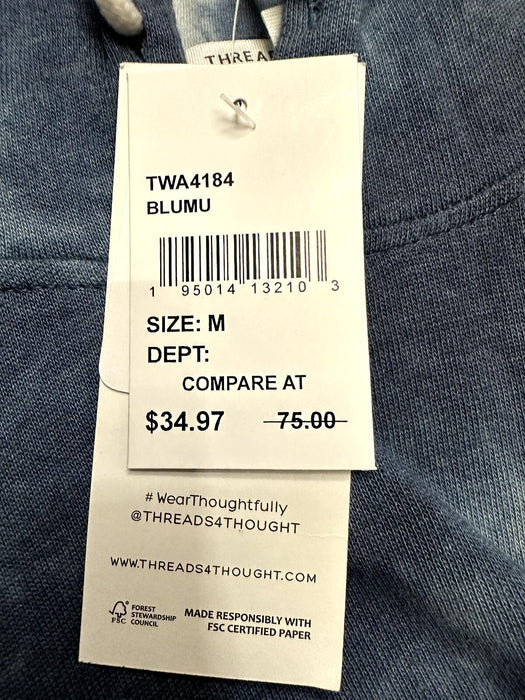 THREA
TWA4184
BLUMU
1 95014 13210 3
SIZE: M
DEPT:
COMPARE AT
$34.97 75.00
# WearThoughtfully
@THREADS4THOUGHT
WWW.THREADS4THOUGHT.COM
FSC
FOREST
STEWARDSHIP
COUNCIL
MADE RESPONSIBLY WITH
FSC CERTIFIED PAPER